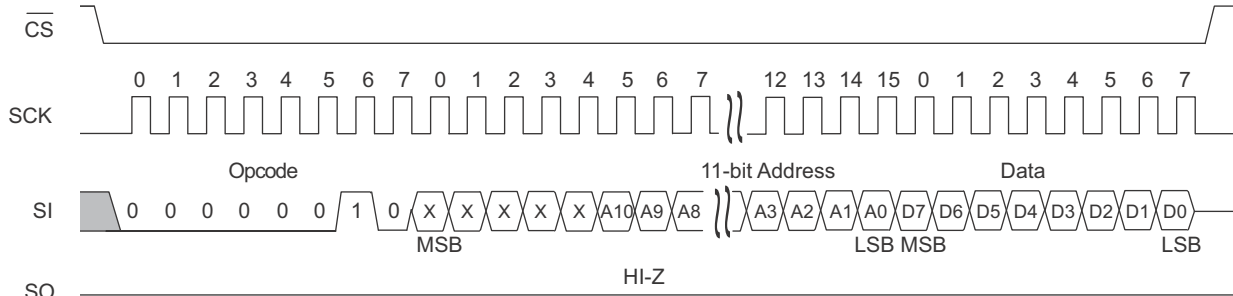 CS
0 1 2 3 4 5 6 7 0 1 2 3 4 5 6 7 12 13 14 15 0 1 2 3 4 5 6 7
SCK
Opcode 11-bit Address Data
SI 0 0 0 0 0 0 1 0 X X X X X A10 A9 A8 A3 A2 A1 A0 D7 D6 D5 D4 D3 D2 D1 D0
MSB LSB MSB LSB
HI-Z
SO